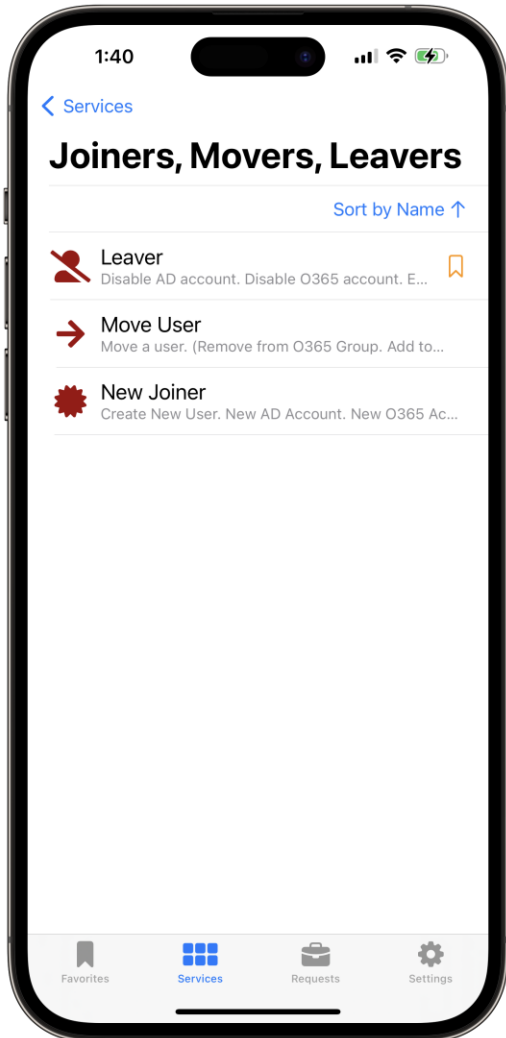 1:40
Services
Joiners, Movers, Leavers
Sort by Name ↑
Leaver
Disable AD account. Disable O365 account. E...
Move User
Move a user. (Remove from O365 Group. Add to...
New Joiner
Create New User. New AD Account. New O365 Ac...
Favorites
Services
Requests
Settings